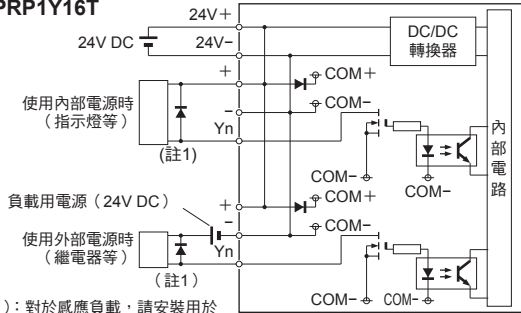 PRP1Y16T
24V+
24V DC
24V−
DC/DC
轉換器
+
COM+
使用內部電源時
（指示燈等）
−
COM−
Yn
(註1)
COM−
COM−
內部電路
負載用電源（24V DC）
+
COM+
−
COM−
使用外部電源時
（繼電器等）
Yn
（註1）
COM−
COM−
）：對於感應負載，請安裝用於